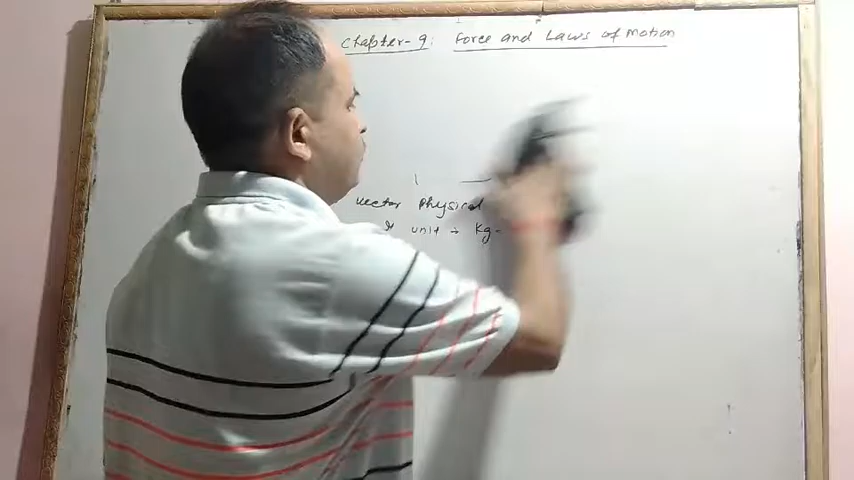 Chapter-9: Force and Laws of Motion
vector Physical
unit → Kg-